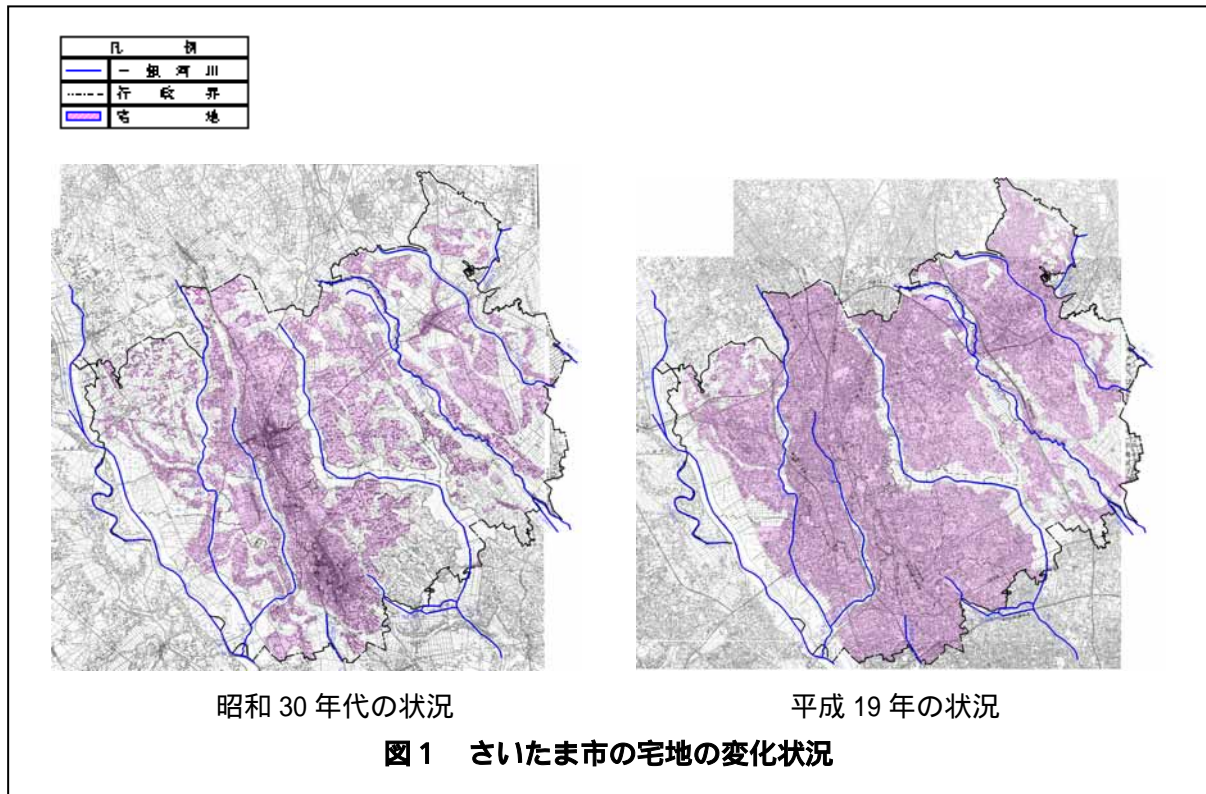 凡 例
一 級 河 川
行 政 界
宅 地
昭和 30 年代の状況
平成 19 年の状況
図 1 さいたま市の宅地の変化状況